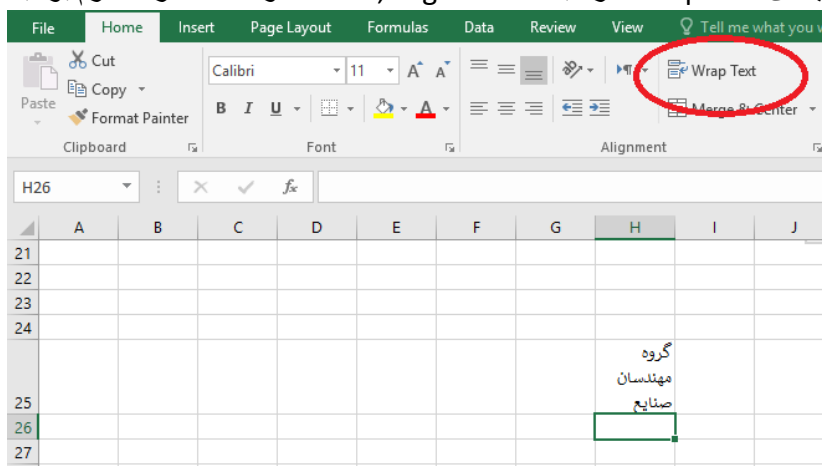 File Home Insert Page Layout Formulas Data Review View Tell me what you
Cut
Calibri 11 A A Wrap Text
Copy
Paste
Format Painter B I U A Merge & Center
Clipboard Font Alignment
H26 fx
A B C D E F G H I J
21
22
23
24
گروه
مهندسان
25 صنایع
26
27